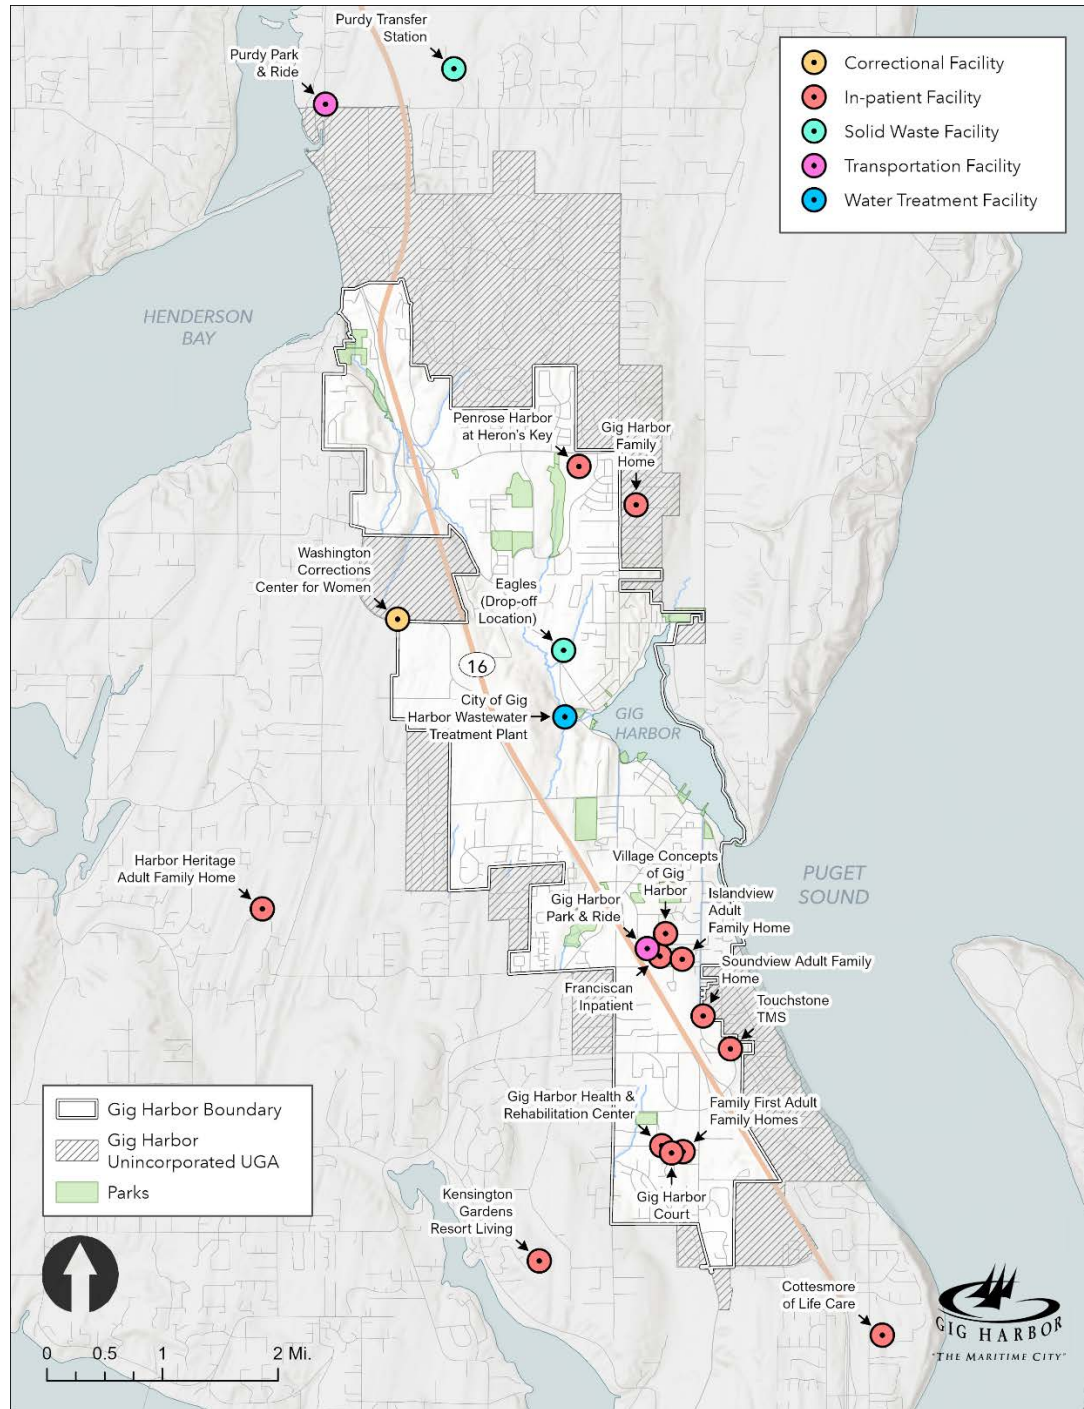 Purdy Transfer
Station
Purdy Park
& Ride
Correctional Facility
In-patient Facility
Solid Waste Facility
Transportation Facility
Water Treatment Facility
HENDERSON
BAY
Penrose Harbor
at Heron's Key
Gig Harbor
Family
Home
Washington
Corrections
Center for Women
Eagles
(Drop-off
Location)
16
City of Gig
Harbor Wastewater
Treatment Plant
GIG
HARBOR
Harbor Heritage
Adult Family Home
Village Concepts
of Gig
Harbor
PUGET
SOUND
Gig Harbor
Park & Ride
Islandview
Adult
Family Home
Franciscan
Inpatient
Soundview Adult Family
Home
Touchstone
TMS
Gig Harbor Health &
Rehabilitation Center
Family First Adult
Family Homes
Gig Harbor
Court
Gig Harbor Boundary
Gig Harbor
Unincorporated UGA
Parks
Kensington
Gardens
Resort Living
Cottesmore
of Life Care
0 0.5 1 2 Mi.
GIG HARBOR
"THE MARITIME CITY"